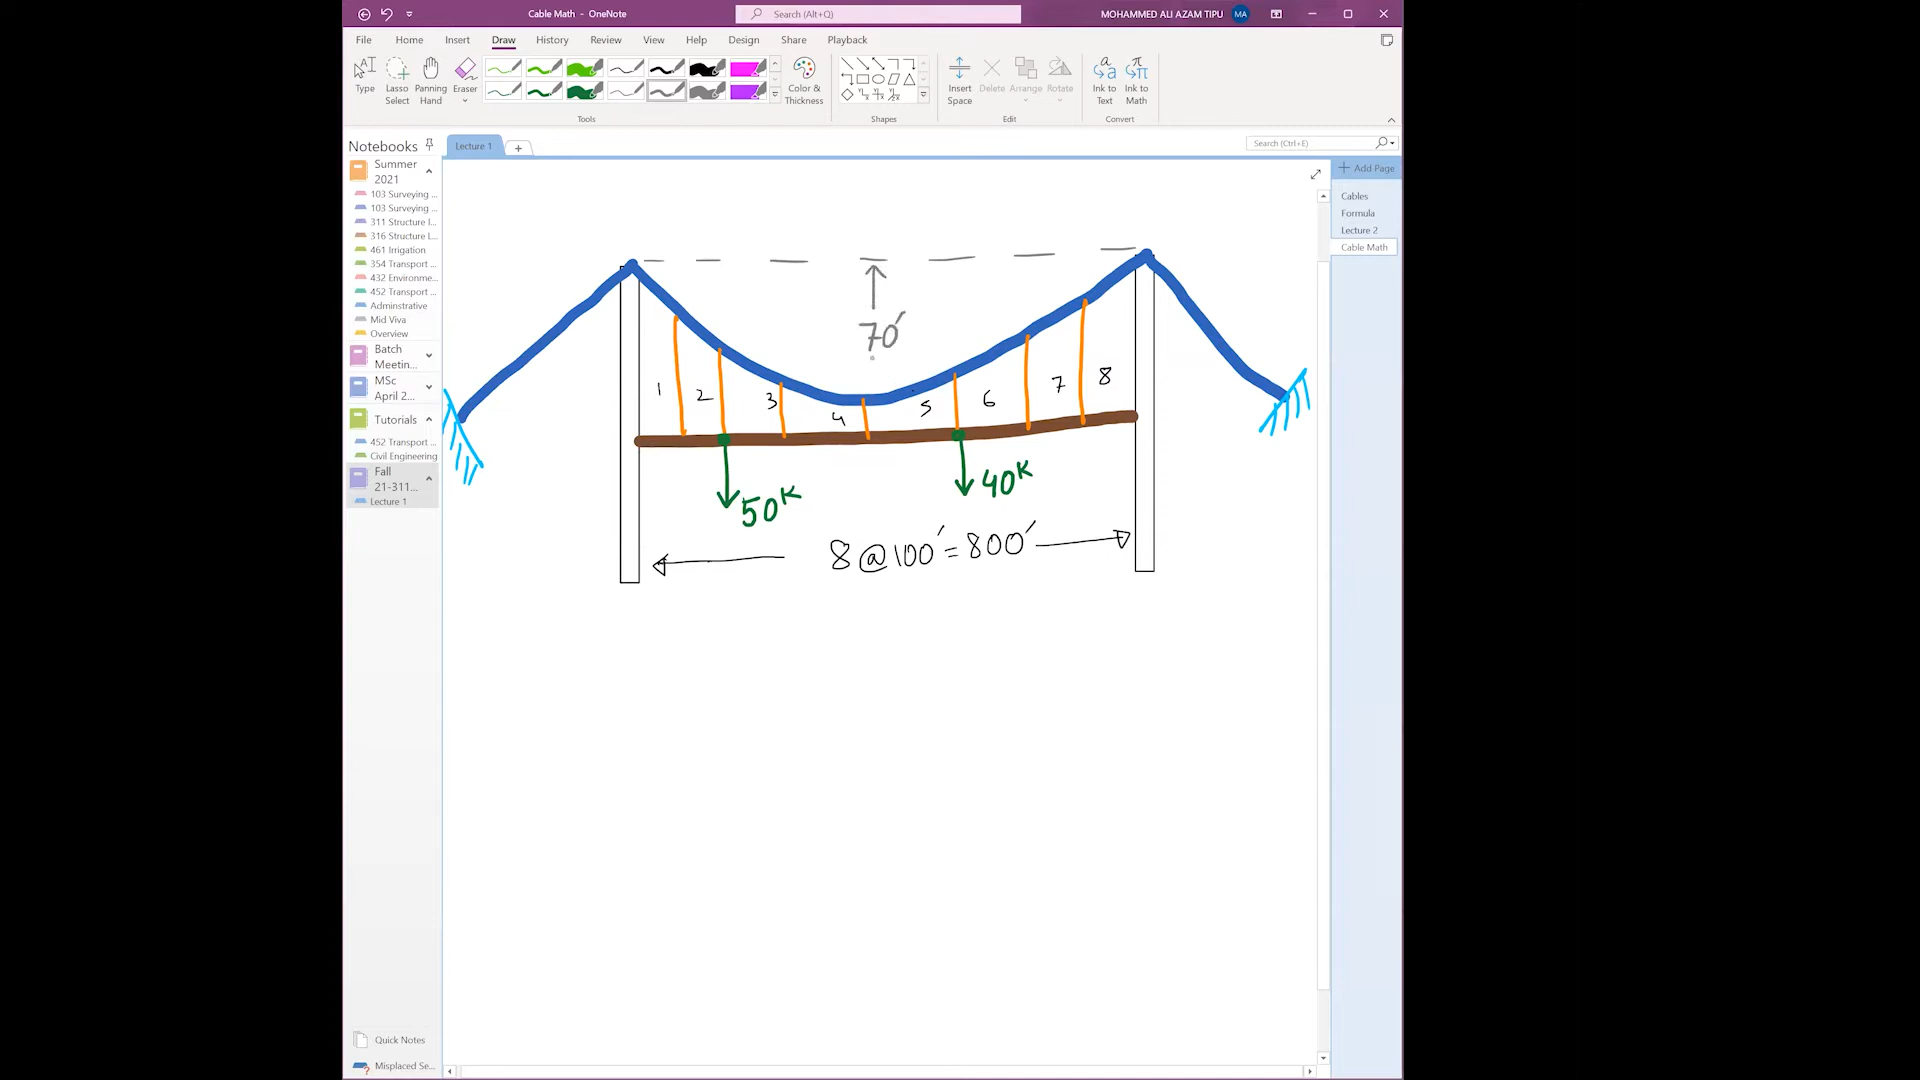 Cable Math - OneNote
Search (Alt+Q)
MOHAMMED ALI AZAM TIPU
MA
File Home Insert Draw History Review View Help Design Share Playback
Type
Lasso Select
Panning Hand
Eraser
Color & Thickness
Insert Space
Delete
Arrange
Rotate
Ink to Text
Ink to Math
Tools
Shapes
Edit
Convert
Notebooks
Lecture 1
Search (Ctrl+E)
Add Page
Cables
Formula
Lecture 2
Cable Math
Summer 2021
103 Surveying ...
103 Surveying ...
311 Structure I...
316 Structure L...
461 Irrigation
354 Transport ...
432 Environme...
452 Transport ...
Adminstrative
Mid Viva
Overview
Batch Meetin...
MSc April 2...
Tutorials
452 Transport ...
Civil Engineering
Fall 21-311...
Lecture 1
Quick Notes
Misplaced Se...
70′
1 2 3 4 5 6 7 8
50K
40K
8@100′=800′